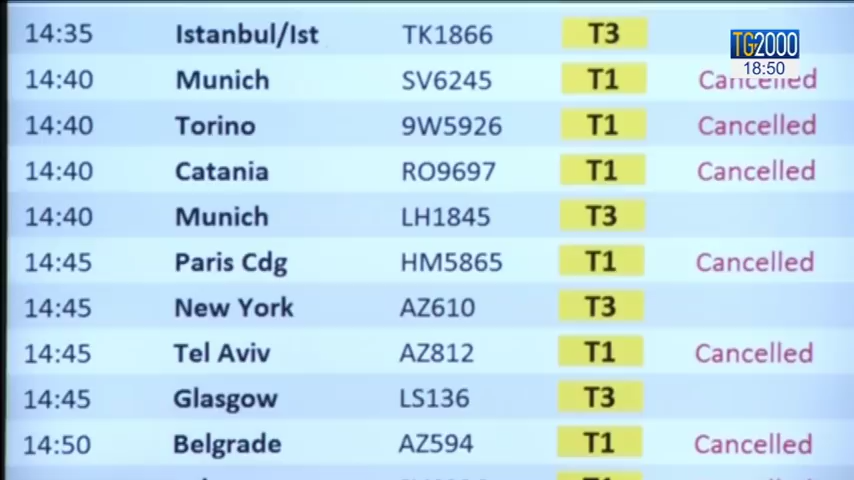 14:35 Istanbul/Ist TK1866 T3
TG2000
18:50
14:40 Munich SV6245 T1 Cancelled
14:40 Torino 9W5926 T1 Cancelled
14:40 Catania RO9697 T1 Cancelled
14:40 Munich LH1845 T3
14:45 Paris Cdg HM5865 T1 Cancelled
14:45 New York AZ610 T3
14:45 Tel Aviv AZ812 T1 Cancelled
14:45 Glasgow LS136 T3
14:50 Belgrade AZ594 T1 Cancelled